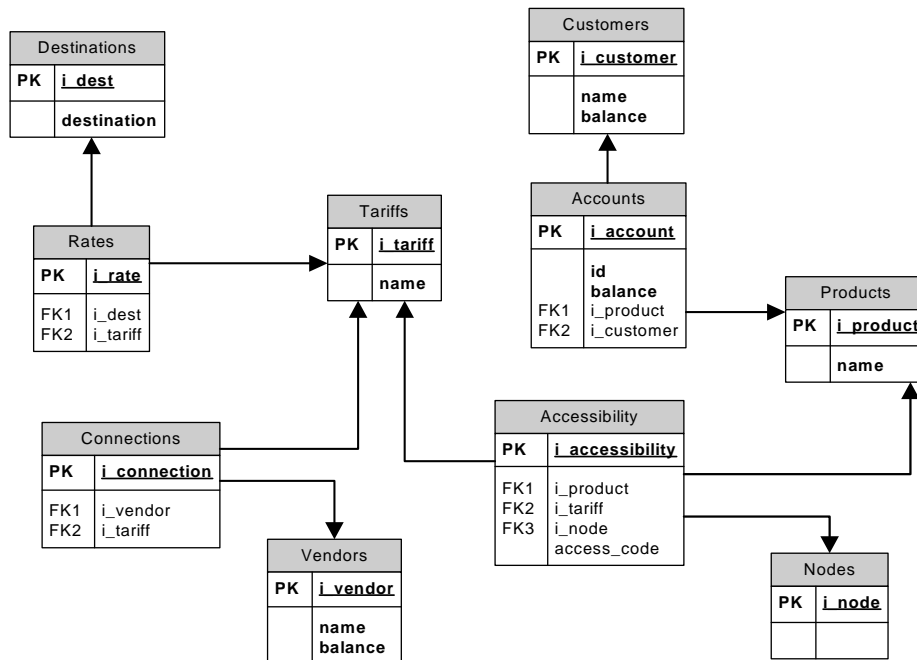 Destinations
PK i_dest
destination
Customers
PK i_customer
name
balance
Tariffs
PK i_tariff
name
Accounts
PK i_account
id
balance
FK1 i_product
FK2 i_customer
Rates
PK i_rate
FK1 i_dest
FK2 i_tariff
Products
PK i_product
name
Connections
PK i_connection
FK1 i_vendor
FK2 i_tariff
Accessibility
PK i_accessibility
FK1 i_product
FK2 i_tariff
FK3 i_node
access_code
Vendors
PK i_vendor
name
balance
Nodes
PK i_node